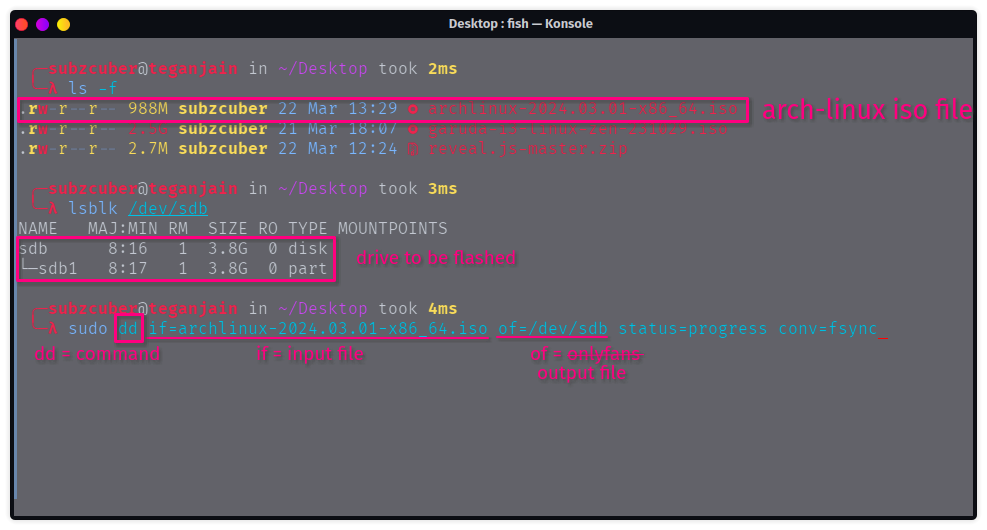 Desktop : fish — Konsole
╭─subzcuber@teganjain in ~/Desktop took 2ms
╰─λ ls -f
.rw-r--r-- 988M subzcuber 22 Mar 13:29 archlinux-2024.03.01-x86_64.iso arch-linux iso file
.rw-r--r-- subzcuber 21 Mar 18:07
.rw-r--r-- 2.7M subzcuber 22 Mar 12:24 reveal.js-master.zip
╭─subzcuber@teganjain in ~/Desktop took 3ms
╰─λ lsblk /dev/sdb
NAME MAJ:MIN RM SIZE RO TYPE MOUNTPOINTS
sdb 8:16 1 3.8G 0 disk
└─sdb1 8:17 1 3.8G 0 part
drive to be flashed
╭─subzcuber@teganjain in ~/Desktop took 4ms
╰─λ sudo dd if=archlinux-2024.03.01-x86_64.iso of=/dev/sdb status=progress conv=fsync_
dd = command if = input file of = onlyfans
output file